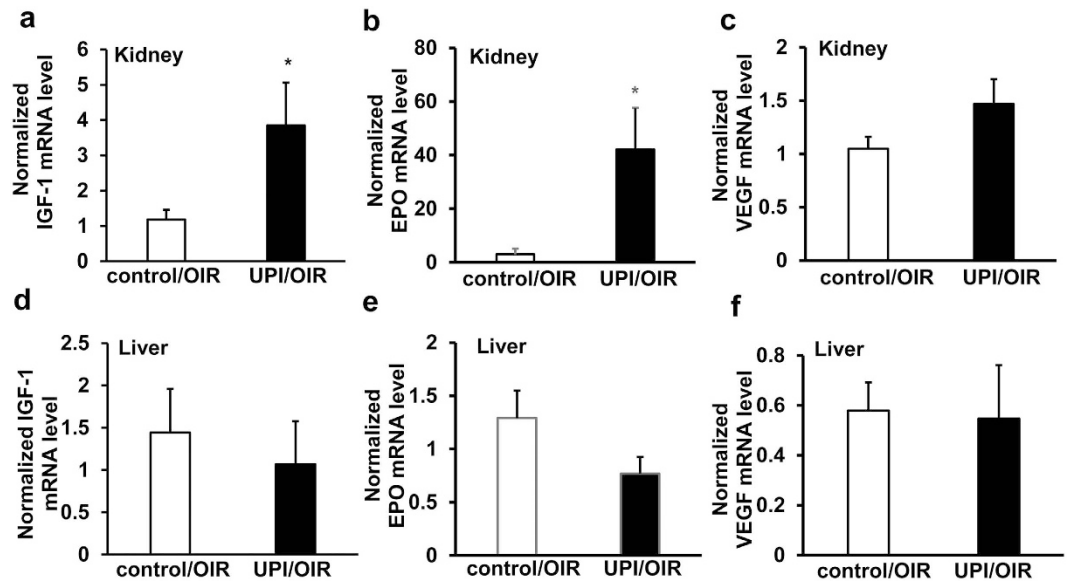 a
Kidney
Normalized
IGF-1 mRNA level
6
5
4
3
2
1
0
*
control/OIR UPI/OIR
b
Kidney
Normalized
EPO mRNA level
80
60
40
20
0
*
control/OIR UPI/OIR
c
Kidney
Normalized
VEGF mRNA level
2
1.5
1
0.5
0
control/OIR UPI/OIR
d
Liver
Normalized IGF-1
mRNA level
2.5
2
1.5
1
0.5
0
control/OIR UPI/OIR
e
Liver
Normalized
EPO mRNA level
2
1.5
1
0.5
0
control/OIR UPI/OIR
f
Liver
Normalized
VEGF mRNA level
0.8
0.6
0.4
0.2
0
control/OIR UPI/OIR